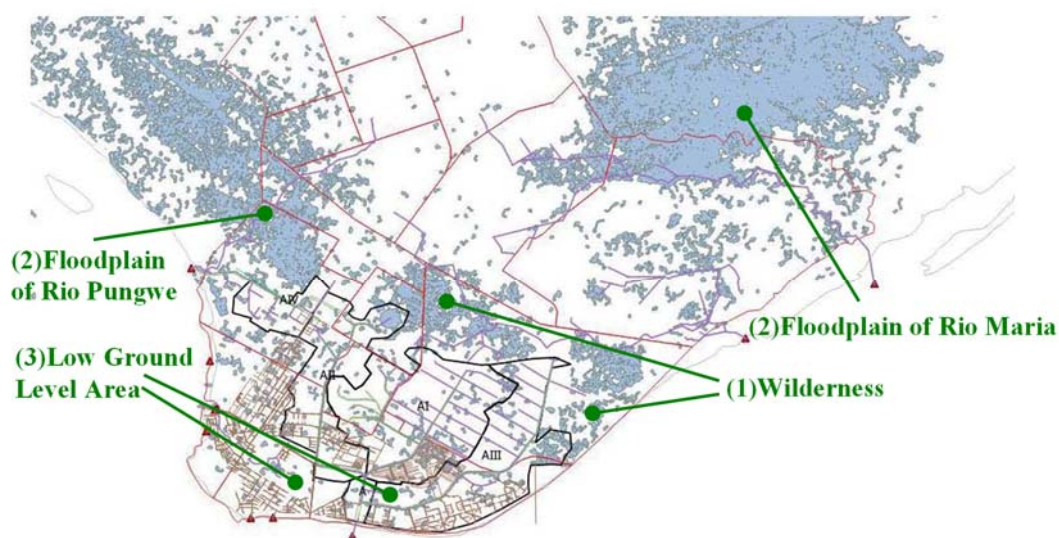 (2)Floodplain
of Rio Pungwe
(3)Low Ground
Level Area
(2)Floodplain of Rio Maria
(1)Wilderness
AII
AI
AIII
A